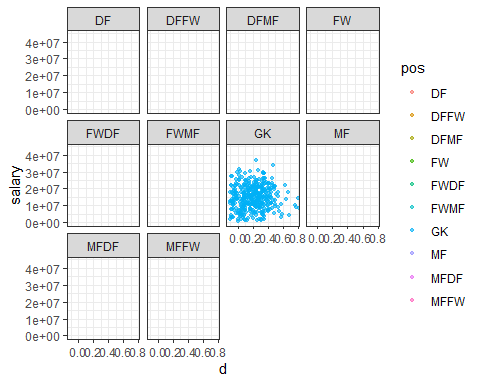 DF DFFW DFMF FW
4e+07
3e+07
2e+07
1e+07
0e+00
FWDF FWMF GK MF
4e+07
3e+07
2e+07
1e+07
0e+00
0.00.20.40.60.8 0.00.20.40.60.8
MFDF MFFW
4e+07
3e+07
2e+07
1e+07
0e+00
0.00.20.40.60.8 0.00.20.40.60.8
d
salary
pos
DF
DFFW
DFMF
FW
FWDF
FWMF
GK
MF
MFDF
MFFW